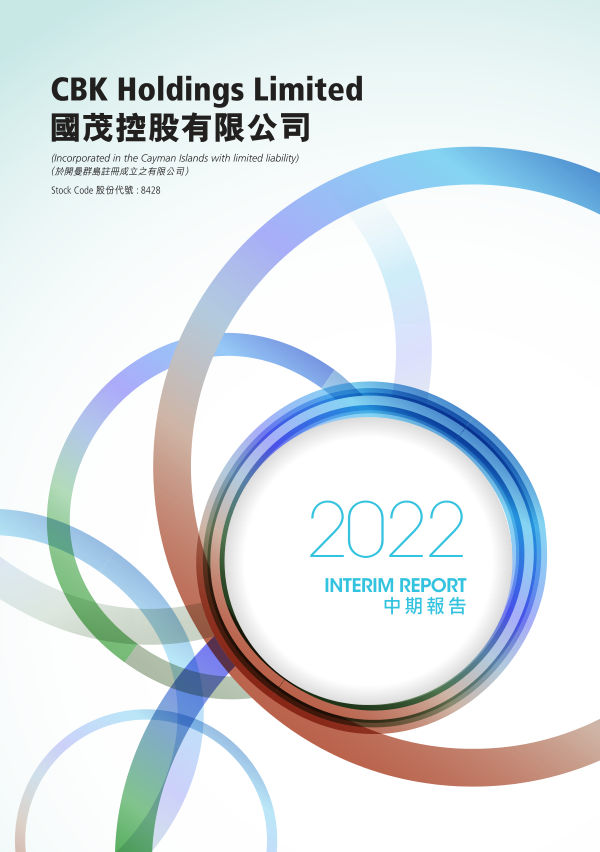 CBK Holdings Limited
國茂控股有限公司
(Incorporated in the Cayman Islands with limited liability)
（於開曼群島註冊成立之有限公司）
Stock Code 股份代號 : 8428
2022
INTERIM REPORT
中期報告